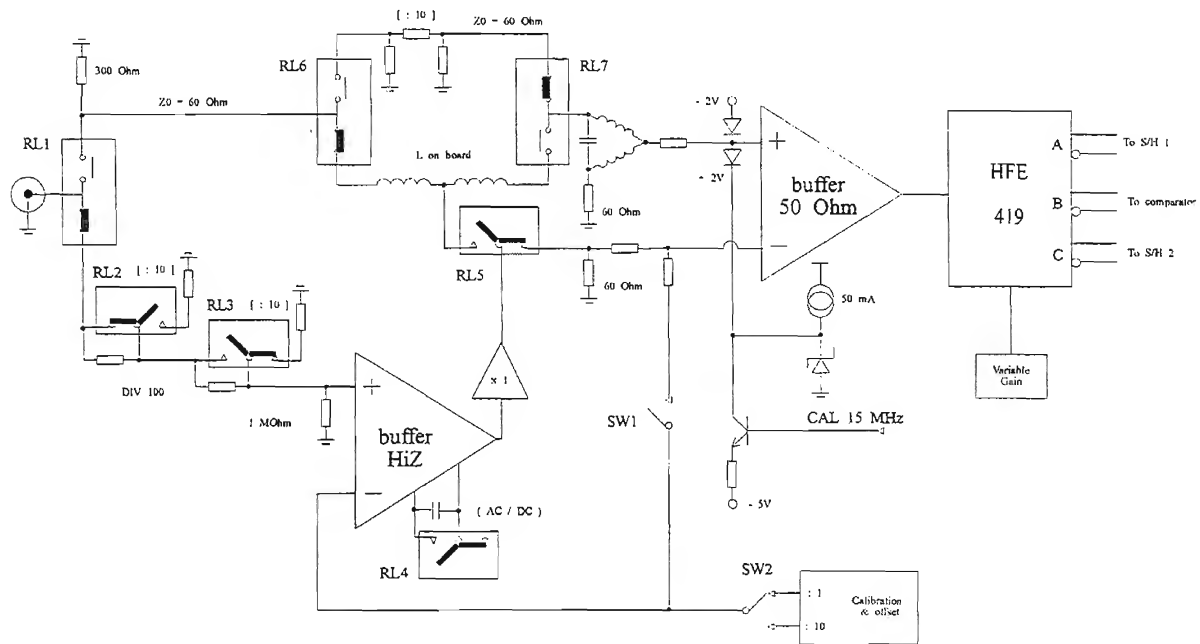 [ : 10 ]
Z0 - 60 Ohm
RL6
RL7
300 Ohm
Z0 - 60 Ohm
- 2V
RL1
L on board
+
A
To S/H 1
- 2V
buffer
50 Ohm
HFE
419
B
To comparator
60 Ohm
RL2
[ : 10 ]
RL5
−
C
To S/H 2
RL3
[ : 10 ]
60 Ohm
50 mA
DIV 100
x 1
Variable
Gain
1 MOhm
+
SW1
CAL 15 MHz
buffer
HiZ
−
( AC / DC )
- 5V
RL4
SW2
: 1
: 10
Calibration
& offset